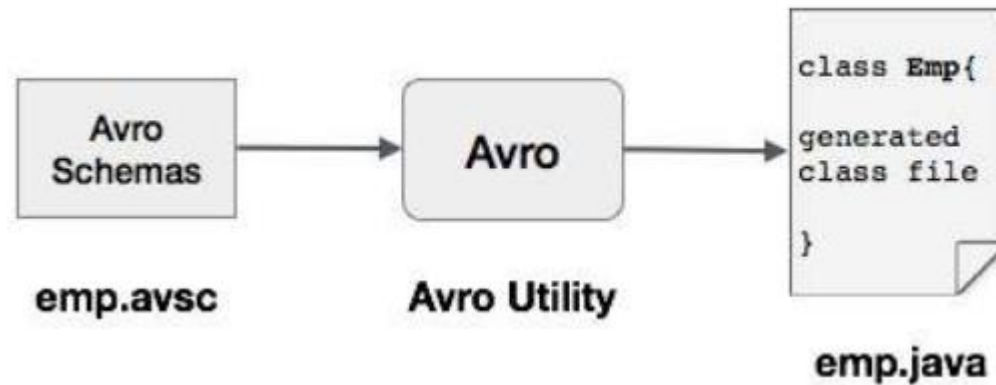 Avro
Schemas
emp.avsc
Avro
Avro Utility
class Emp{
generated
class file
}
emp.java